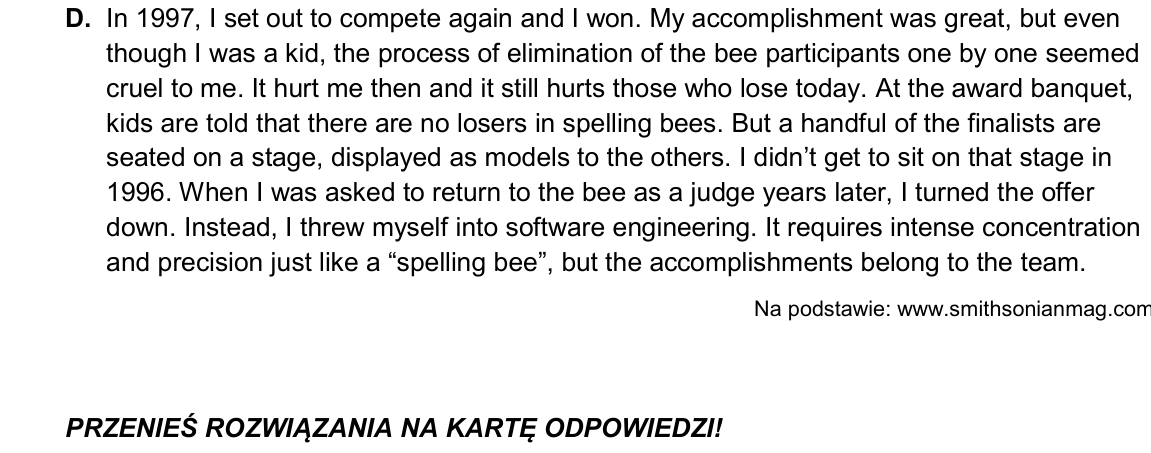 D. In 1997, I set out to compete again and I won. My accomplishment was great, but even
though I was a kid, the process of elimination of the bee participants one by one seemed
cruel to me. It hurt me then and it still hurts those who lose today. At the award banquet,
kids are told that there are no losers in spelling bees. But a handful of the finalists are
seated on a stage, displayed as models to the others. I didn’t get to sit on that stage in
1996. When I was asked to return to the bee as a judge years later, I turned the offer
down. Instead, I threw myself into software engineering. It requires intense concentration
and precision just like a “spelling bee”, but the accomplishments belong to the team.
Na podstawie: www.smithsonianmag.com
PRZENIEŚ ROZWIĄZANIA NA KARTĘ ODPOWIEDZI!